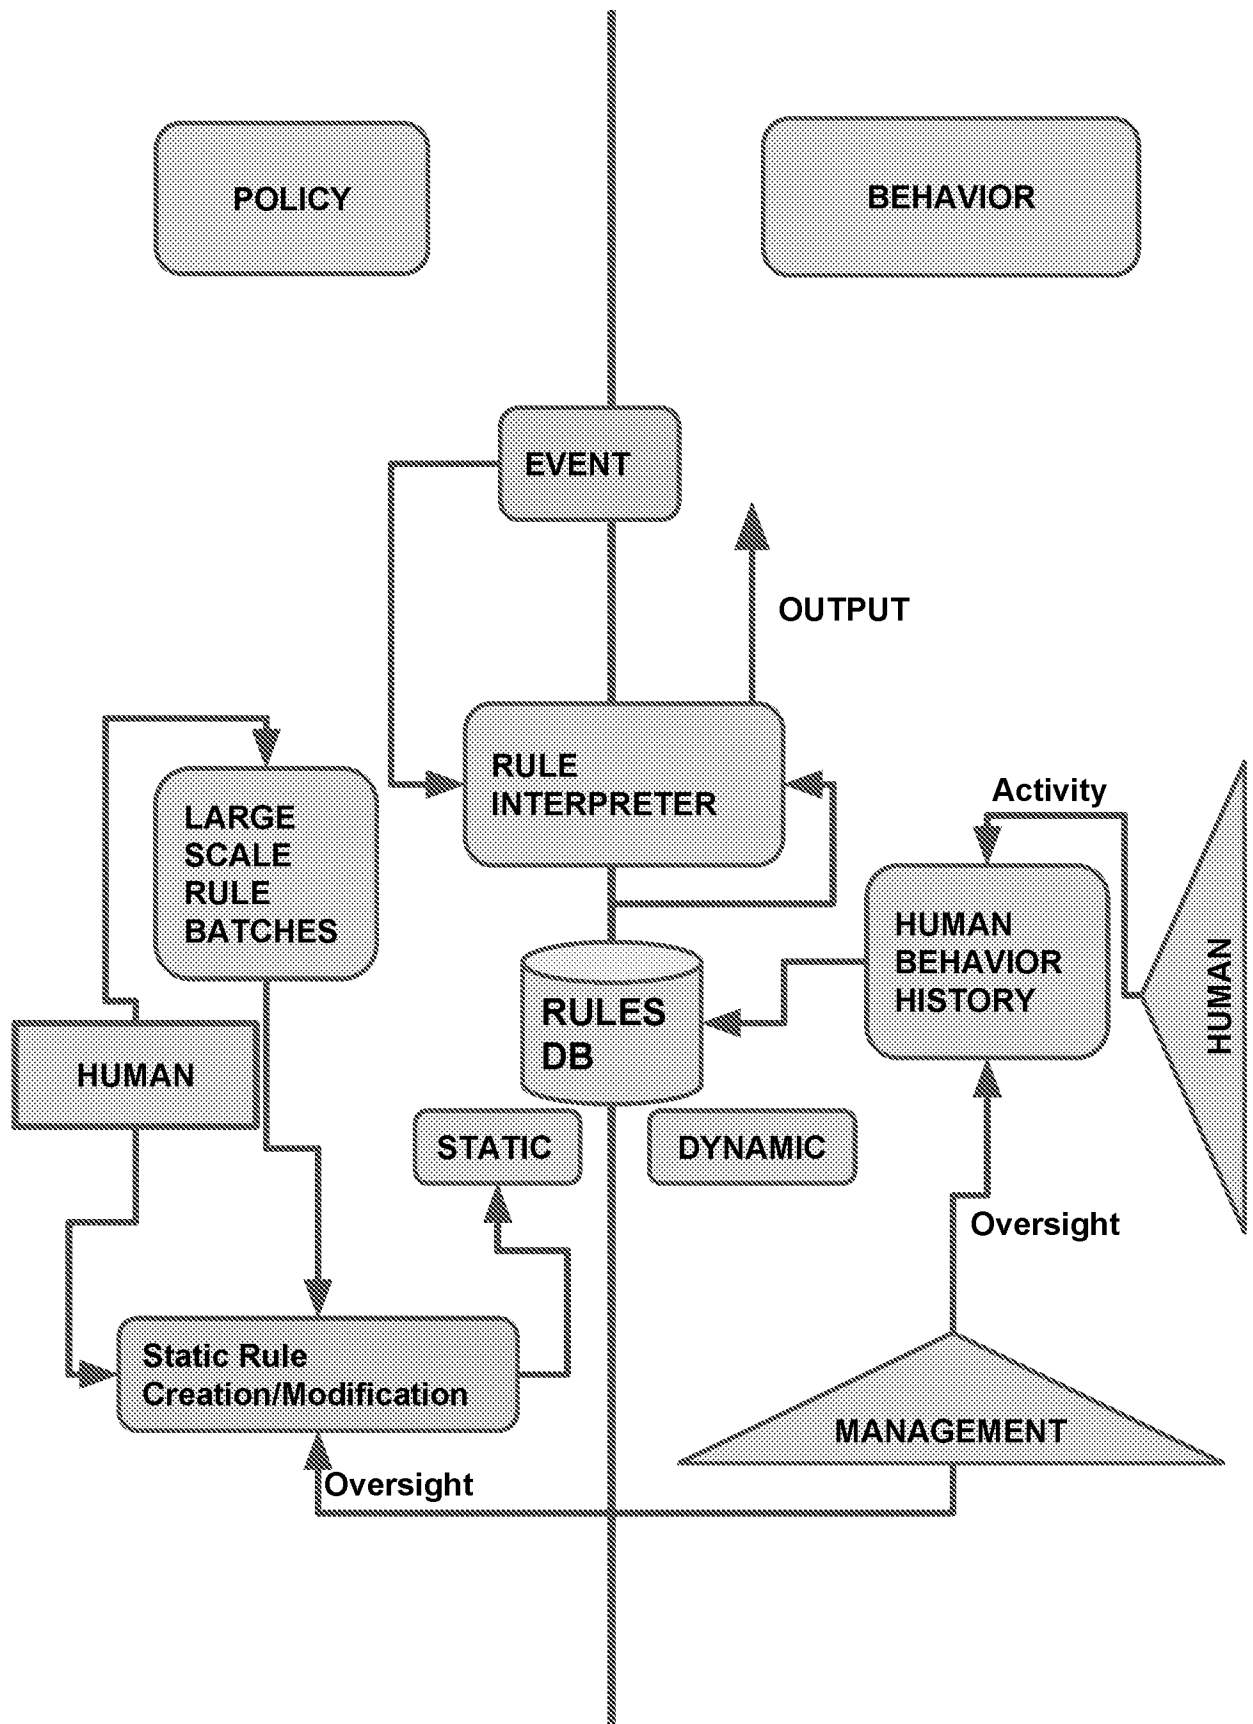 POLICY
BEHAVIOR
EVENT
OUTPUT
RULE
INTERPRETER
Activity
LARGE
SCALE
RULE
BATCHES
HUMAN
BEHAVIOR
HISTORY
HUMAN
RULES
DB
HUMAN
STATIC
DYNAMIC
Oversight
Static Rule
Creation/Modification
MANAGEMENT
Oversight